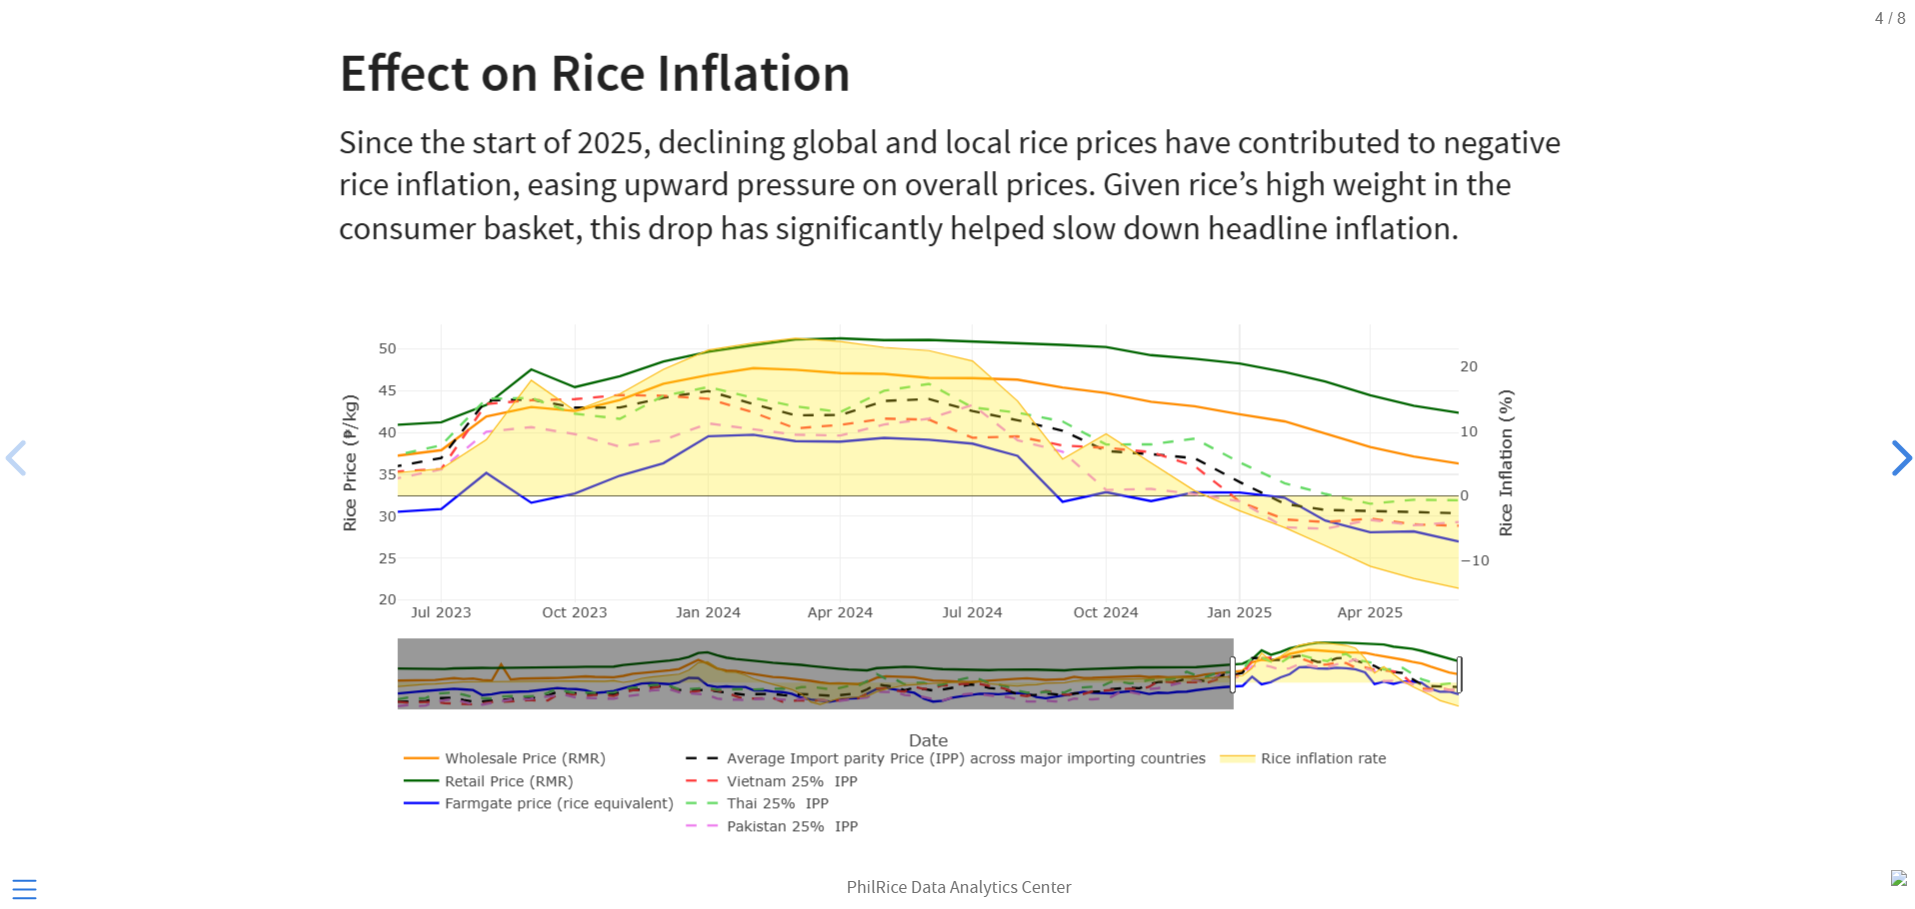 4 / 8
Effect on Rice Inflation
Since the start of 2025, declining global and local rice prices have contributed to negative
rice inflation, easing upward pressure on overall prices. Given rice’s high weight in the
consumer basket, this drop has significantly helped slow down headline inflation.
Rice Price (₱/kg)
50
45
40
35
30
25
20
Rice Inflation (%)
20
10
0
−10
Jul 2023 Oct 2023 Jan 2024 Apr 2024 Jul 2024 Oct 2024 Jan 2025 Apr 2025
Date
Wholesale Price (RMR)
Retail Price (RMR)
Farmgate price (rice equivalent)
Average Import parity Price (IPP) across major importing countries
Vietnam 25% IPP
Thai 25% IPP
Pakistan 25% IPP
Rice inflation rate
PhilRice Data Analytics Center